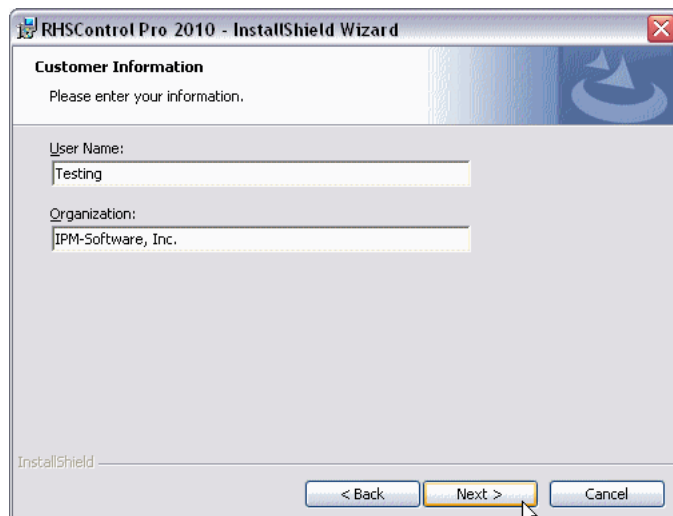 RHSControl Pro 2010 - InstallShield Wizard
Customer Information
Please enter your information.
User Name:
Testing
Organization:
IPM-Software, Inc.
InstallShield
< Back
Next >
Cancel